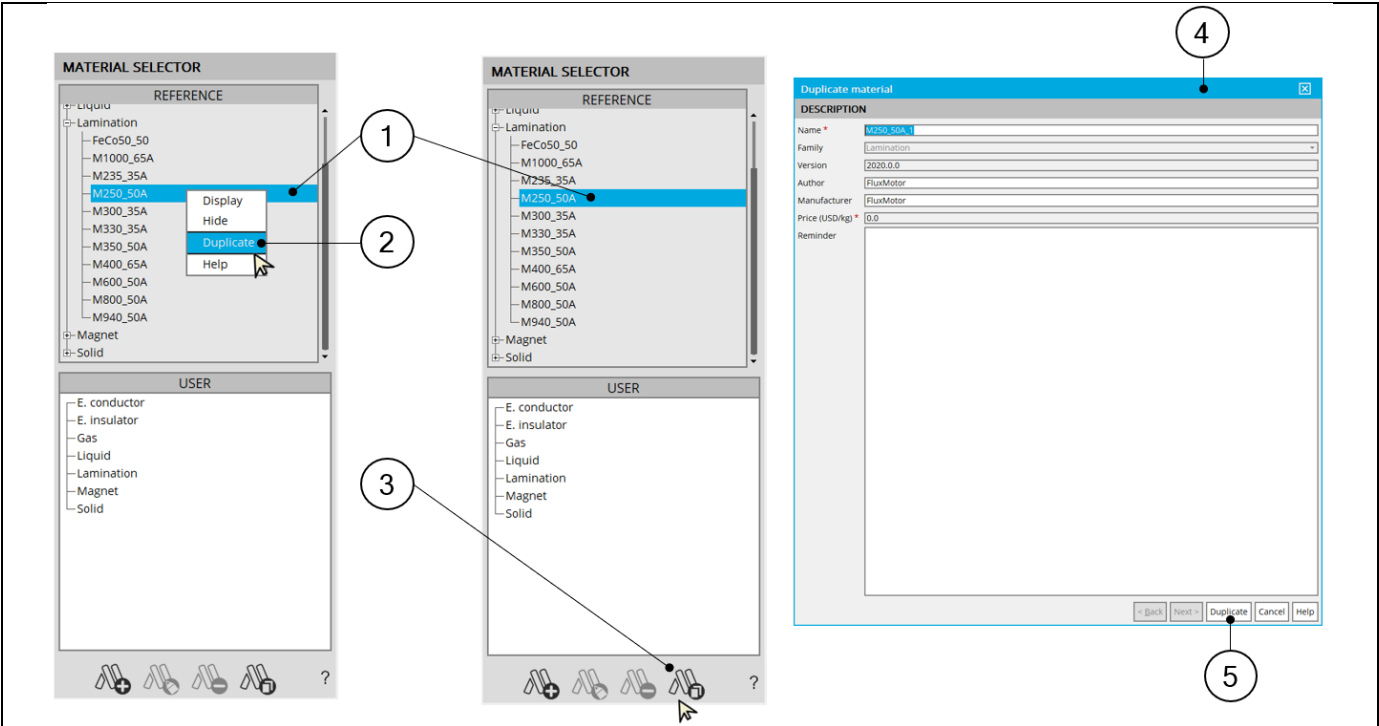 MATERIAL SELECTOR
REFERENCE
Liquid
Lamination
FeCo50_50
M1000_65A
M235_35A
M250_50A
M300_35A
M330_35A
M350_50A
M400_65A
M600_50A
M800_50A
M940_50A
Magnet
Solid
Display
Hide
Duplicate
Help
USER
E. conductor
E. insulator
Gas
Liquid
Lamination
Magnet
Solid
?
1
2
3
MATERIAL SELECTOR
REFERENCE
Liquid
Lamination
FeCo50_50
M1000_65A
M235_35A
M250_50A
M300_35A
M330_35A
M350_50A
M400_65A
M600_50A
M800_50A
M940_50A
Magnet
Solid
USER
E. conductor
E. insulator
Gas
Liquid
Lamination
Magnet
Solid
?
4
Duplicate material
DESCRIPTION
Name * M250_50A_1
Family Lamination
Version 2020.0.0
Author FluxMotor
Manufacturer FluxMotor
Price (USD/kg) * 0.0
Reminder
< Back Next > Duplicate Cancel Help
5